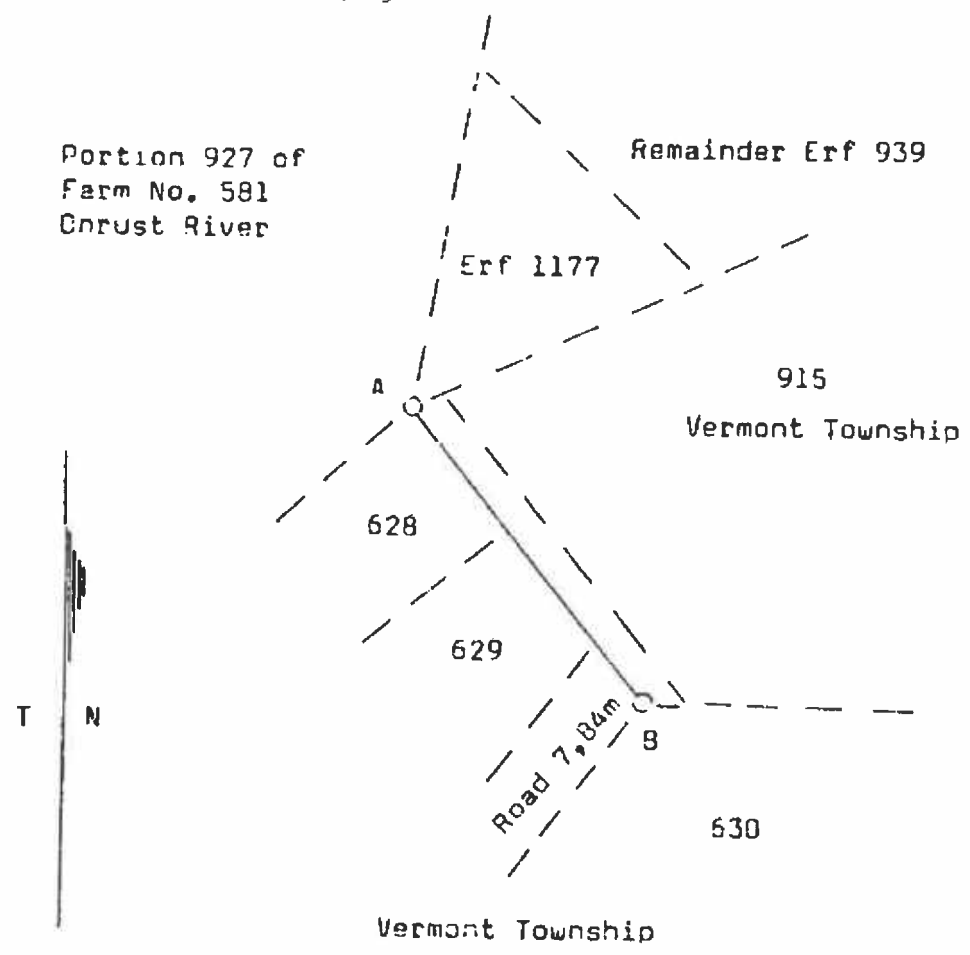 Portion 927 of
Farm No. 581
Onrust River
Remainder Erf 939
Erf 1177
A
915
Vermont Township
628
629
T N
Road 7,84m
B
630
Vermont Township